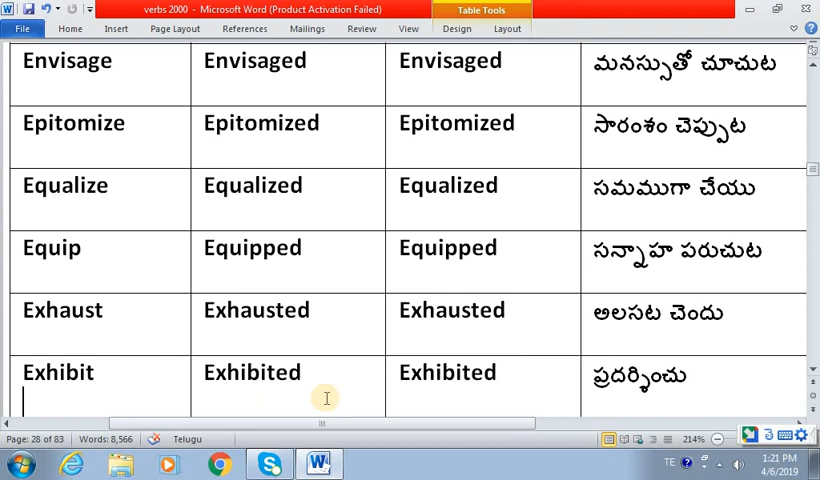 verbs 2000 - Microsoft Word (Product Activation Failed)
Table Tools
File Home Insert Page Layout References Mailings Review View Design Layout
Envisage Envisaged Envisaged మనస్సుతో చూచుట
Epitomize Epitomized Epitomized సారంశం చెప్పుట
Equalize Equalized Equalized సమముగా చేయు
Equip Equipped Equipped సన్నాహ పరుచుట
Exhaust Exhausted Exhausted అలసట చెందు
Exhibit Exhibited Exhibited ప్రదర్శించు
Page: 28 of 83 Words: 8,566 Telugu 214%
TE 1:21 PM
4/6/2019